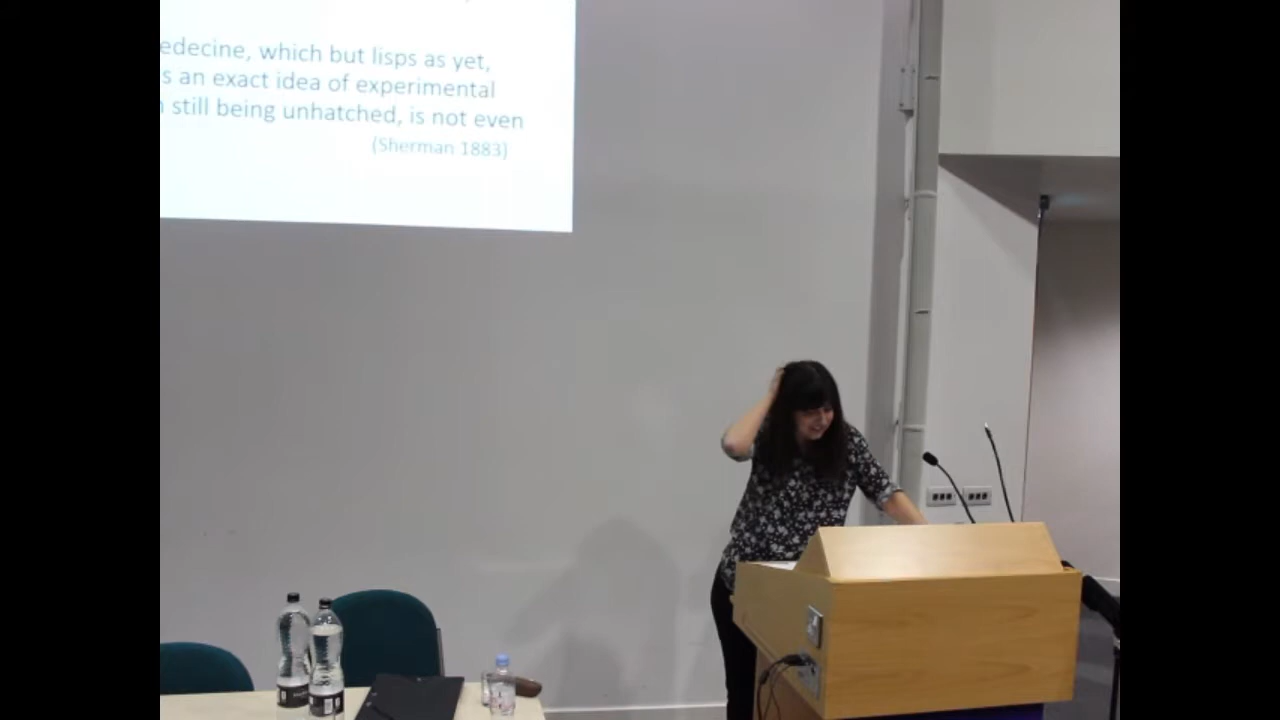 edecine, which but lisps as yet,
s an exact idea of experimental
still being unhatched, is not even
(Sherman 1883)